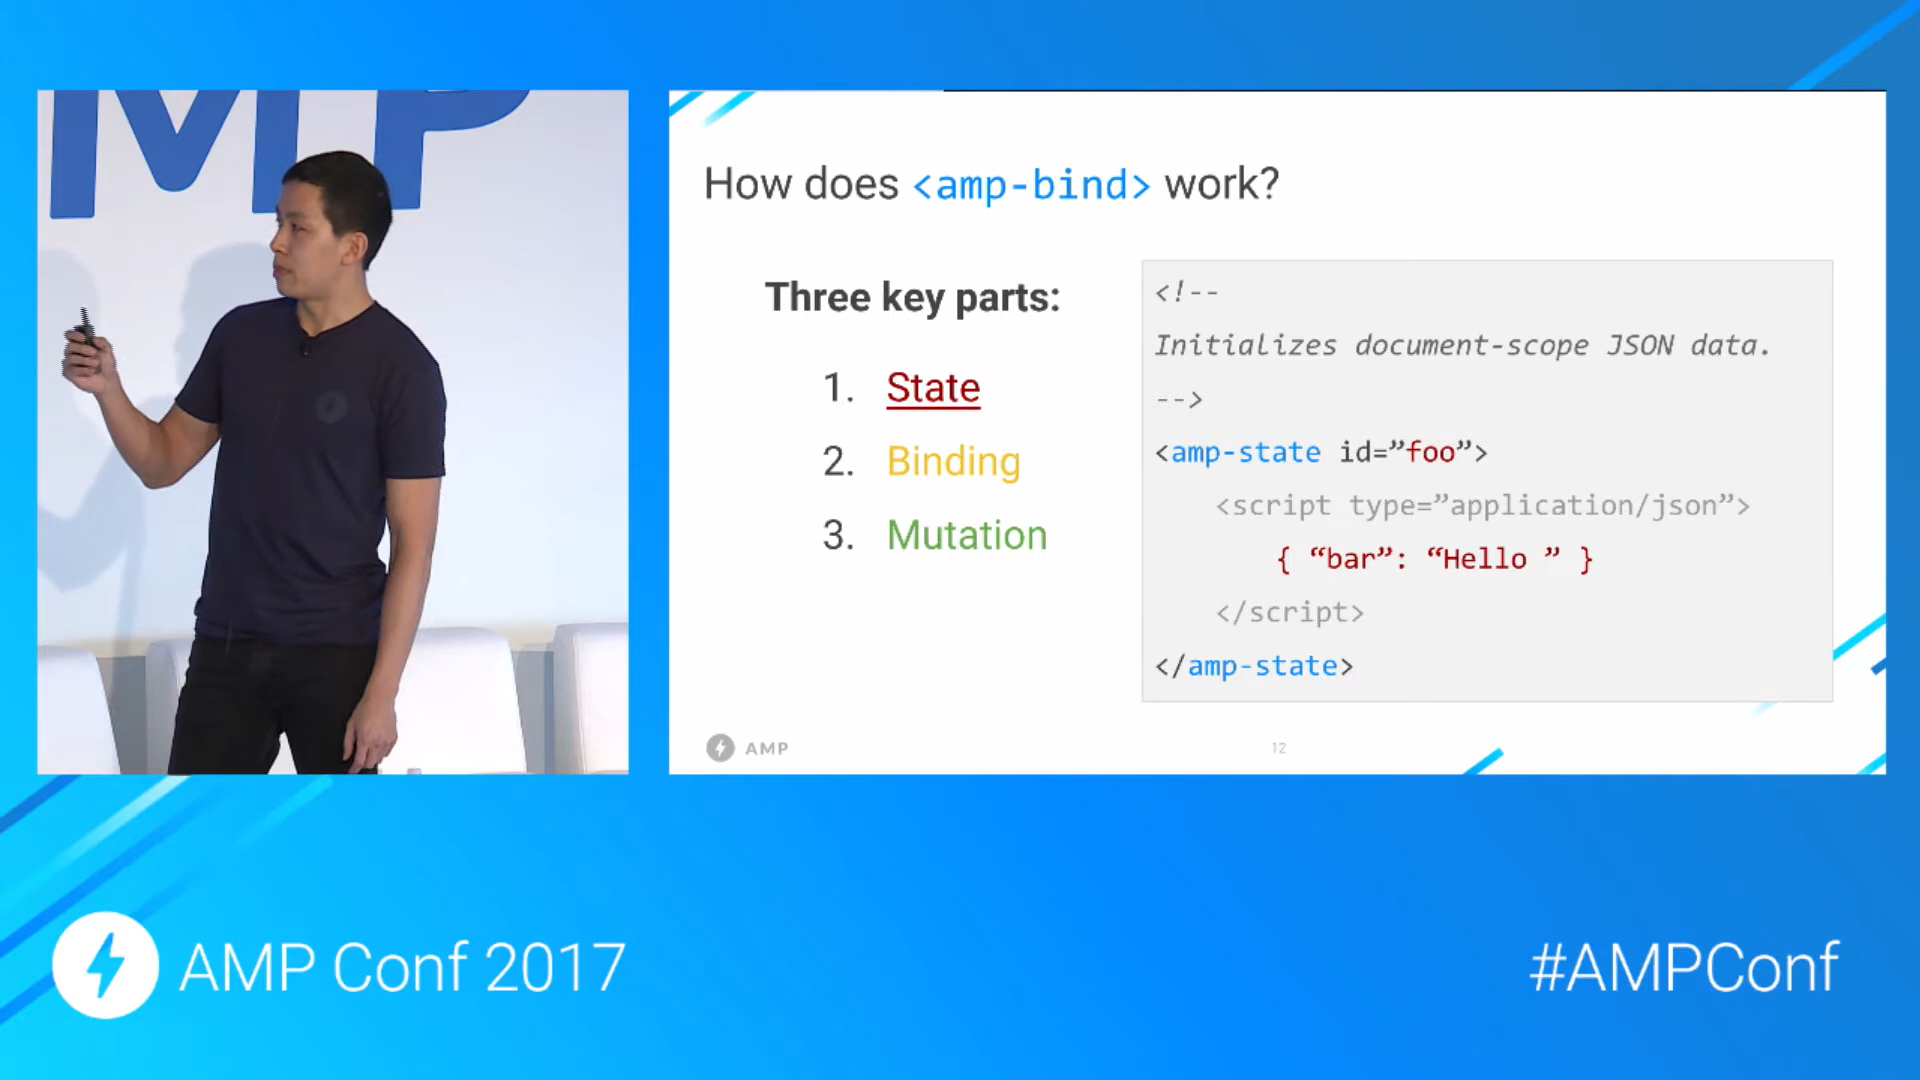 MP
How does <amp-bind> work?
Three key parts:
1. State
2. Binding
3. Mutation
<!--
Initializes document-scope JSON data.
-->
<amp-state id=”foo”>
<script type=”application/json”>
{ “bar”: “Hello ” }
</script>
</amp-state>
AMP
12
AMP Conf 2017
#AMPConf